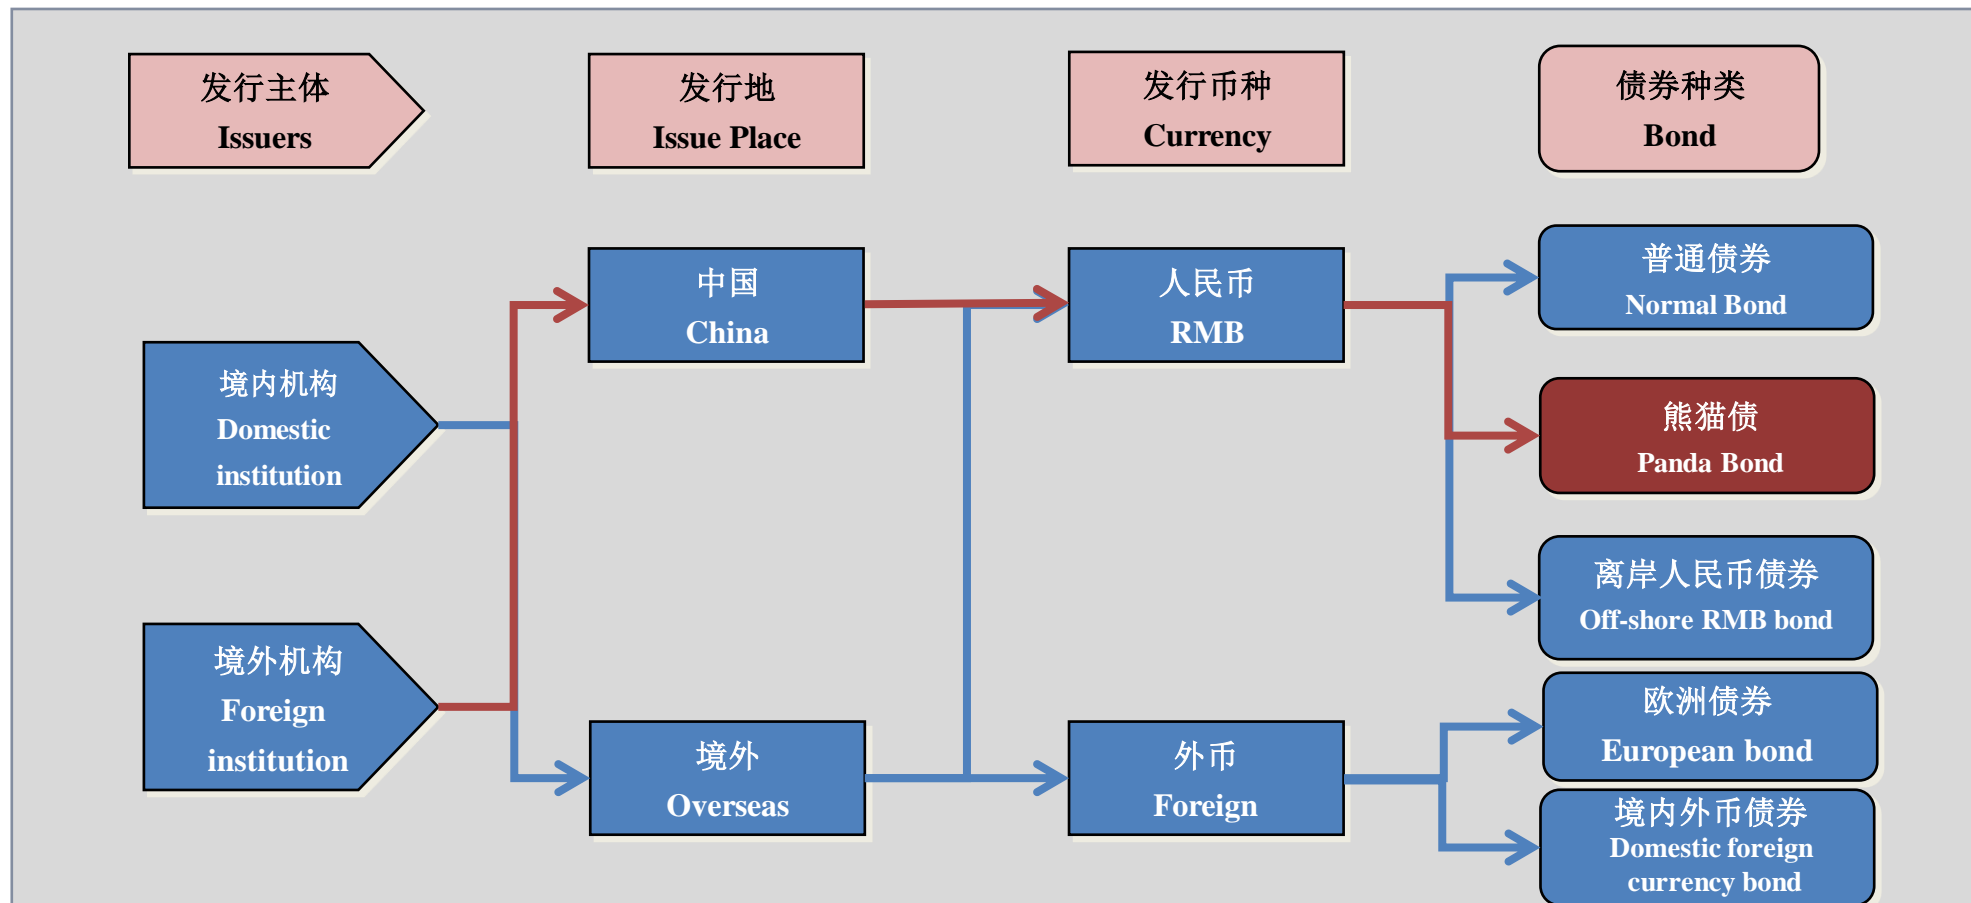 发行主体
Issuers
发行地
Issue Place
发行币种
Currency
债券种类
Bond
中国
China
人民币
RMB
普通债券
Normal Bond
境内机构
Domestic
institution
熊猫债
Panda Bond
离岸人民币债券
Off-shore RMB bond
境外机构
Foreign
institution
境外
Overseas
外币
Foreign
欧洲债券
European bond
境内外币债券
Domestic foreign
currency bond